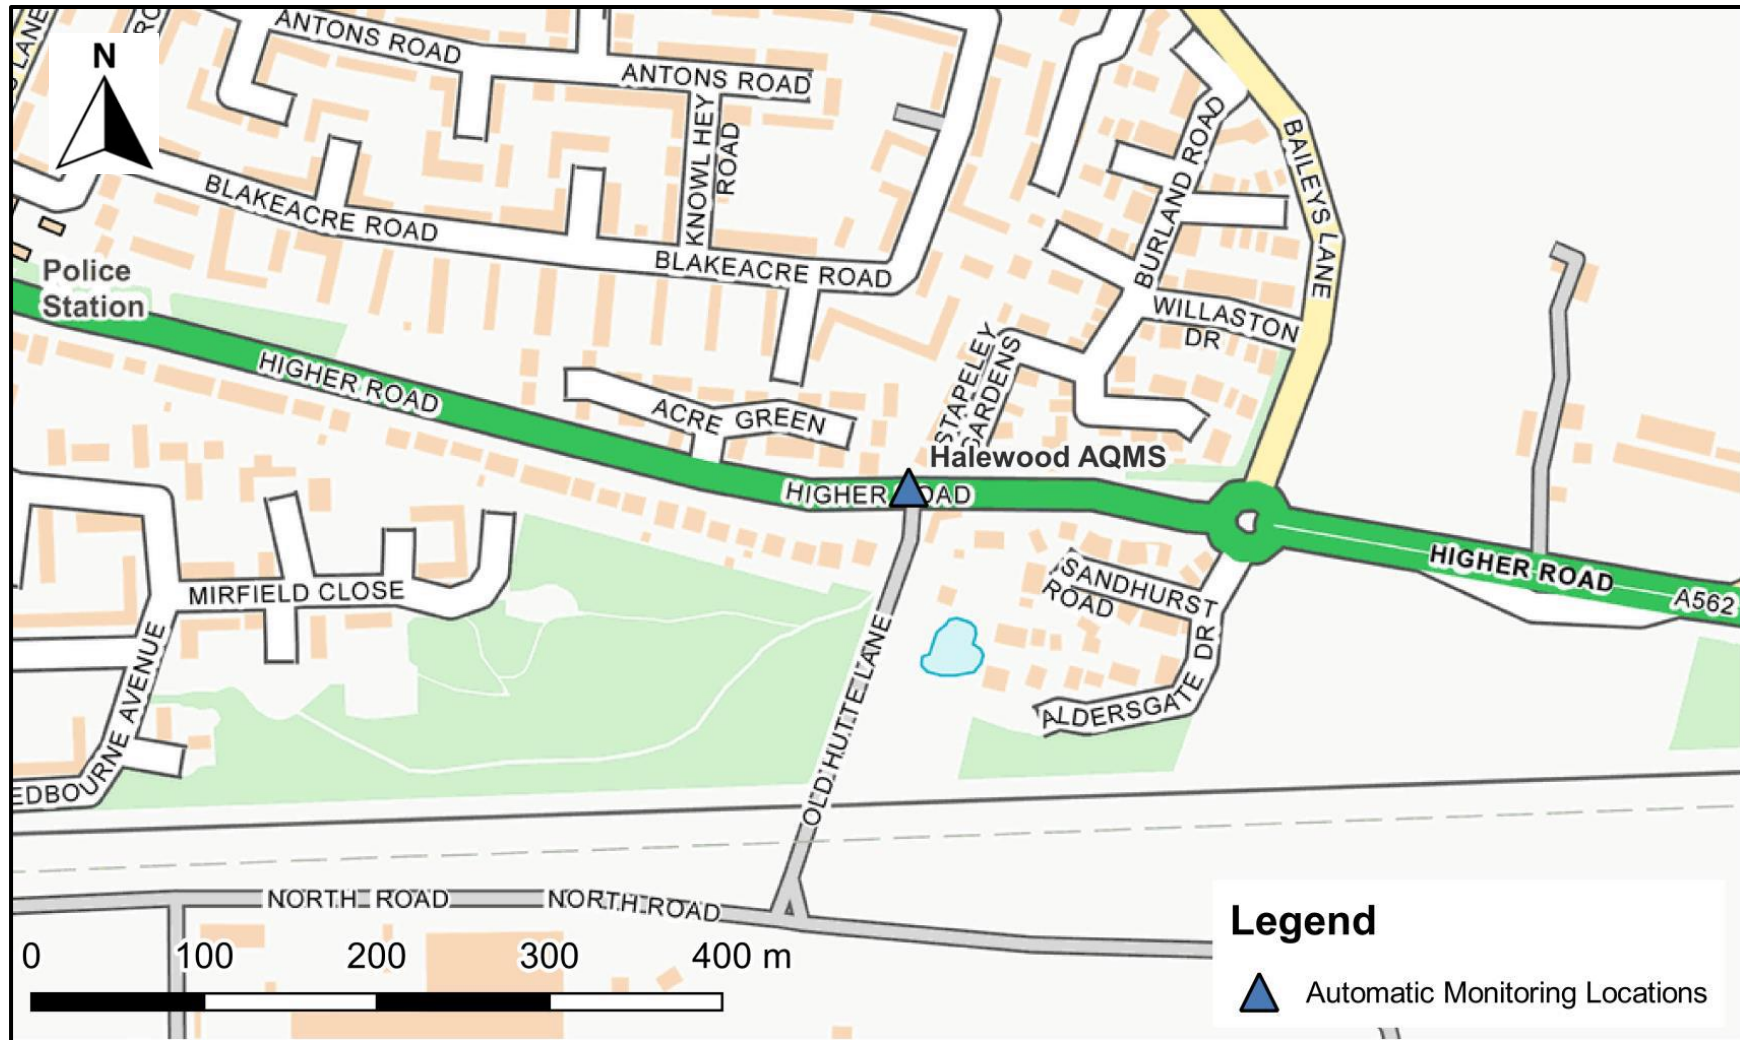 ANTONS ROAD
S LANE
RO
N
ANTONS ROAD
KNOWL HEY
ROAD
BLAKEACRE ROAD
BLAKEACRE ROAD
BURLAND ROAD
BAILEYS LANE
WILLASTON
DR
Police
Station
HIGHER ROAD
ACRE GREEN
STAPELEY
GARDENS
Halewood AQMS
HIGHER ROAD
HIGHER ROAD
A562
SANDHURST
ROAD
MIRFIELD CLOSE
EDBOURNE AVENUE
OLD HUTTE LANE
ALDERSGATE DR
NORTH ROAD
NORTH ROAD
0 100 200 300 400 m
Legend
Automatic Monitoring Locations